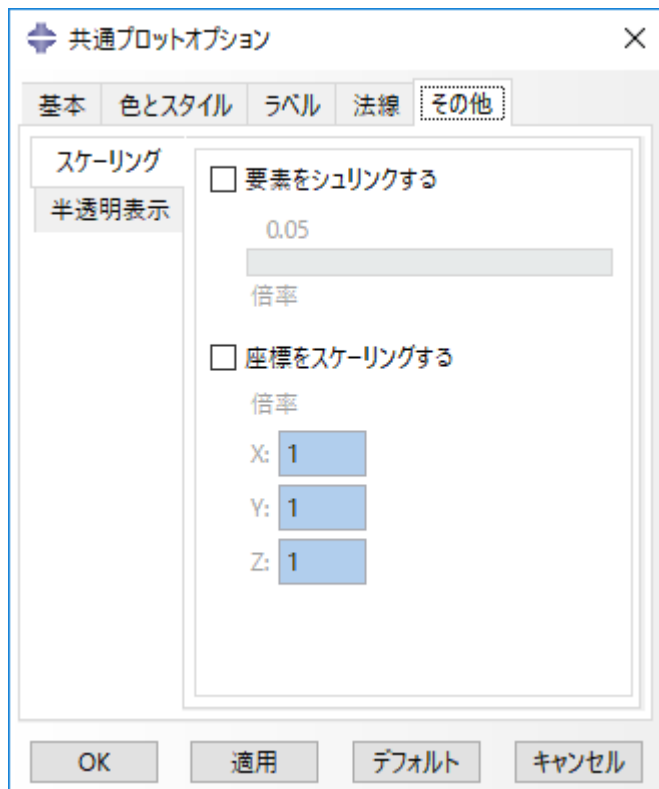 共通プロットオプション
基本 色とスタイル ラベル 法線 その他
スケーリング
半透明表示
要素をシュリンクする
0.05
倍率
座標をスケーリングする
倍率
X: 1
Y: 1
Z: 1
OK 適用 デフォルト キャンセル